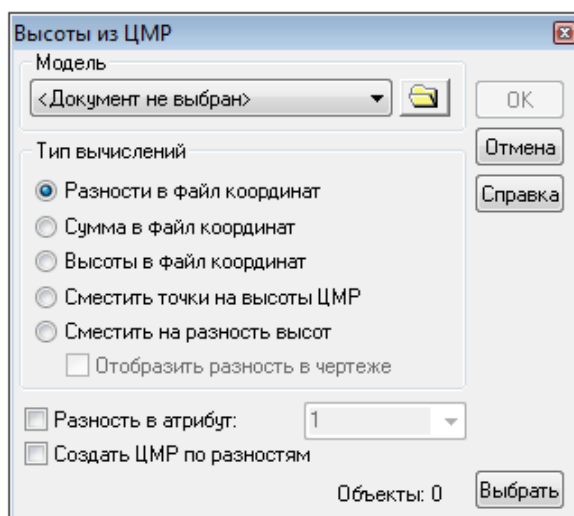 Высоты из ЦМР
Модель
<Документ не выбран>
OK
Тип вычислений
Отмена
Разности в файл координат
Справка
Сумма в файл координат
Высоты в файл координат
Сместить точки на высоты ЦМР
Сместить на разность высот
Отобразить разность в чертеже
Разность в атрибут: 1
Создать ЦМР по разностям
Объекты: 0 Выбрать